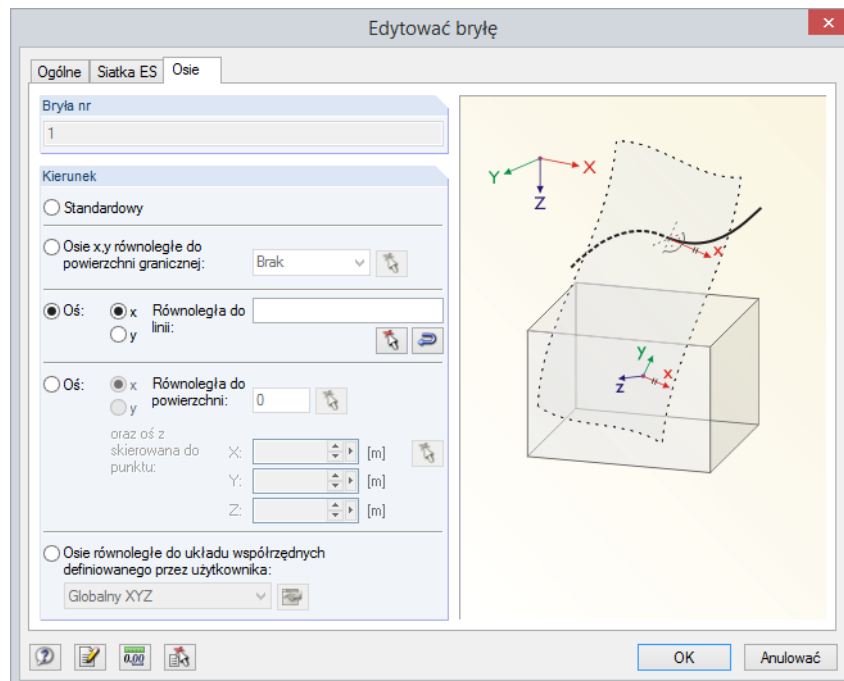 Edytować bryłę
Ogólne Siatka ES Osie
Bryła nr
1
Kierunek
Standardowy
Osie x,y równoległe do
powierzchni granicznej: Brak
Oś: x Równoległa do
y linii:
Oś: x Równoległa do
y powierzchni: 0
oraz oś z
skierowana do
punktu:
X: [m]
Y: [m]
Z: [m]
Osie równoległe do układu współrzędnych
definiowanego przez użytkownika:
Globalny XYZ
Y X
Z
x
y
x
z
0.00
OK Anulować